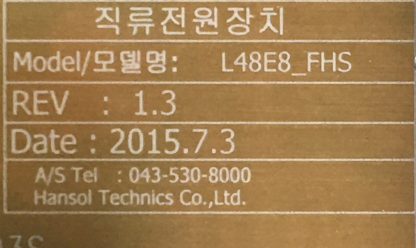 직류전원장치
Model/모델명: L48E8_FHS
REV : 1.3
Date : 2015.7.3
A/S Tel : 043-530-8000
Hansol Technics Co.,Ltd.